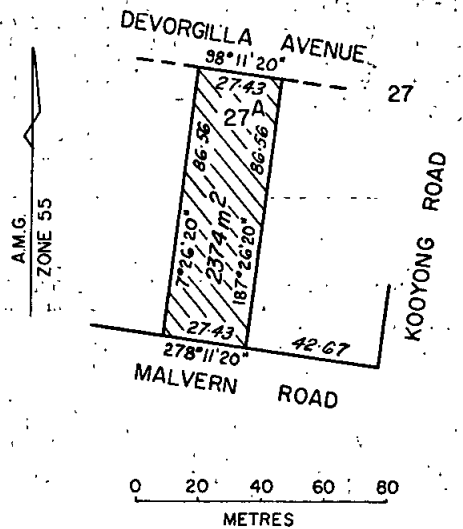 DEVORGILLA AVENUE
98°11'20"
27·43
27
27A
86·56
86·56
A.M.G.
ZONE 55
7°26'20"
2374 m2
187°26'20"
KOOYONG ROAD
27·43
42·67
278°11'20"
MALVERN ROAD
0 20 40 60 80
METRES